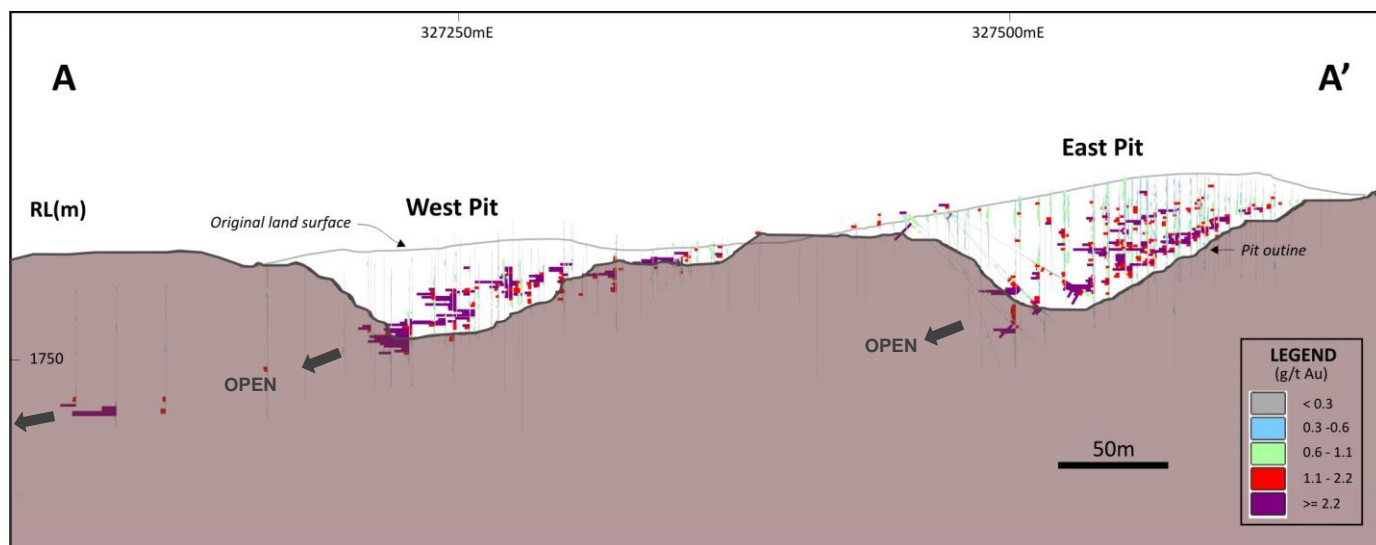 327250mE
327500mE
A
A'
East Pit
RL(m)
West Pit
Original land surface
Pit outine
OPEN
1750
OPEN
LEGEND
(g/t Au)
< 0.3
0.3 -0.6
0.6 - 1.1
1.1 - 2.2
>= 2.2
50m